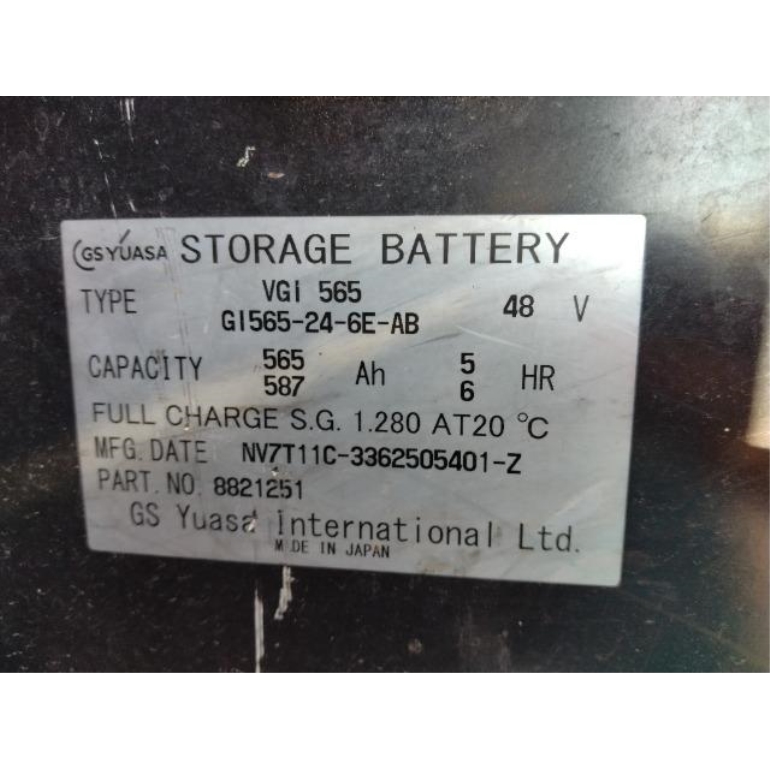 GS YUASA STORAGE BATTERY
TYPE VGI 565 48 V
GI565-24-6E-AB
CAPACITY 565 Ah 5 HR
587 6
FULL CHARGE S.G. 1.280 AT20 °C
MFG. DATE NV7T11C-3362505401-Z
PART. NO. 8821251
GS Yuasa International Ltd.
M DE IN JAPAN